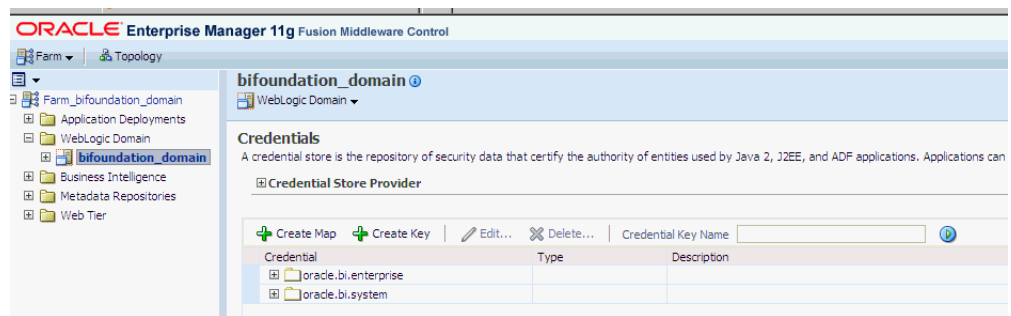 ORACLE Enterprise Manager 11g Fusion Middleware Control
Farm Topology
Farm_bifoundation_domain
Application Deployments
WebLogic Domain
bifoundation_domain
Business Intelligence
Metadata Repositories
Web Tier
bifoundation_domain
WebLogic Domain
Credentials
A credential store is the repository of security data that certify the authority of entities used by Java 2, J2EE, and ADF applications. Applications can
Credential Store Provider
Create Map Create Key Edit... Delete... Credential Key Name
Credential Type Description
oracle.bi.enterprise
oracle.bi.system